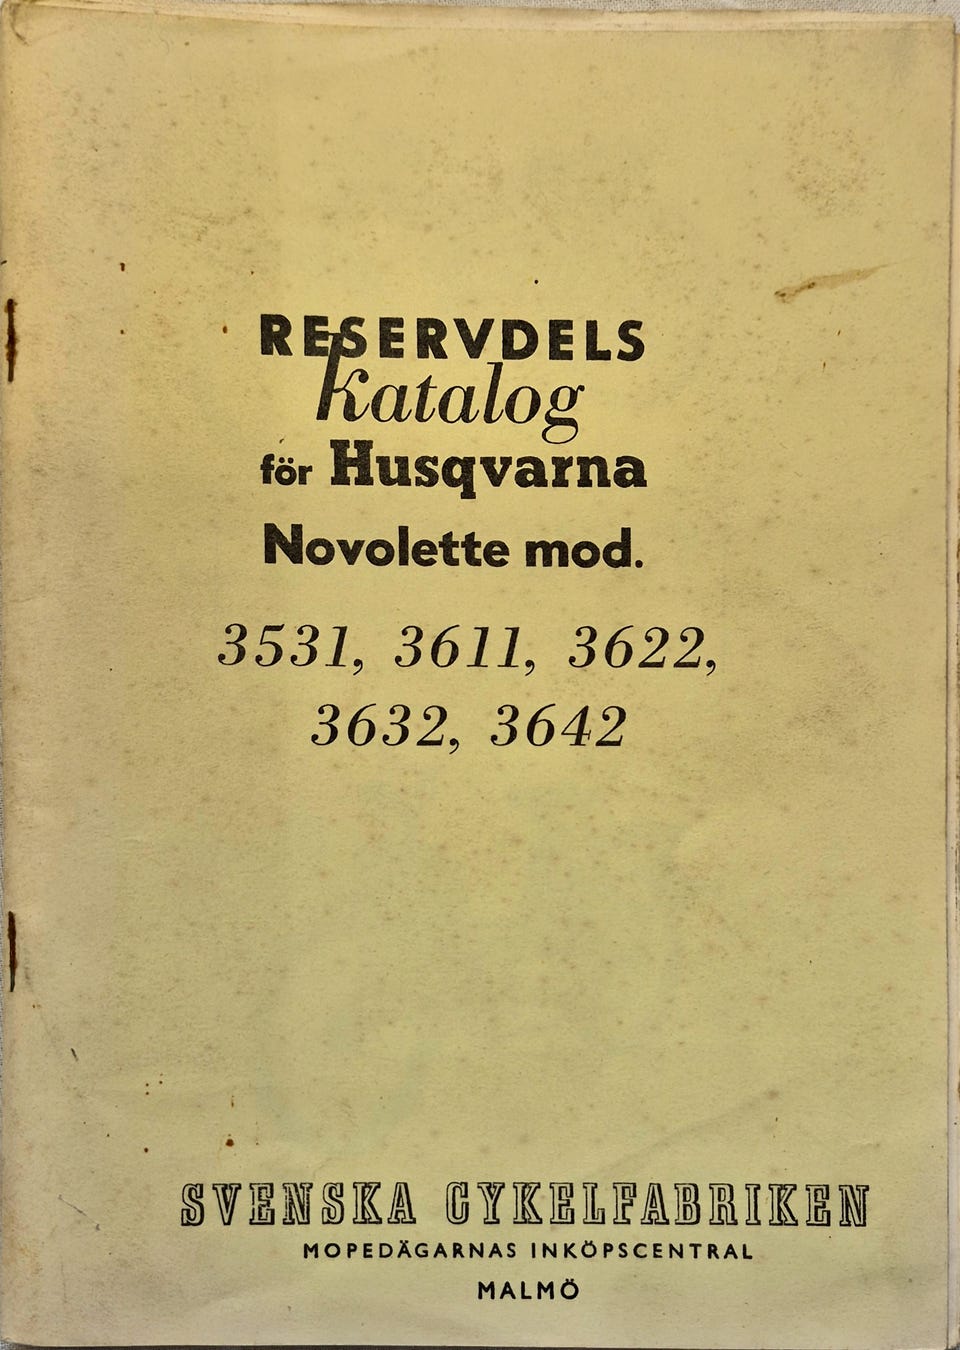 RESERVDELS
Katalog
för Husqvarna
Novolette mod.
3531, 3611, 3622,
3632, 3642
SVENSKA CYKELFABRIKEN
MOPEDÄGARNAS INKÖPSCENTRAL
MALMÖ